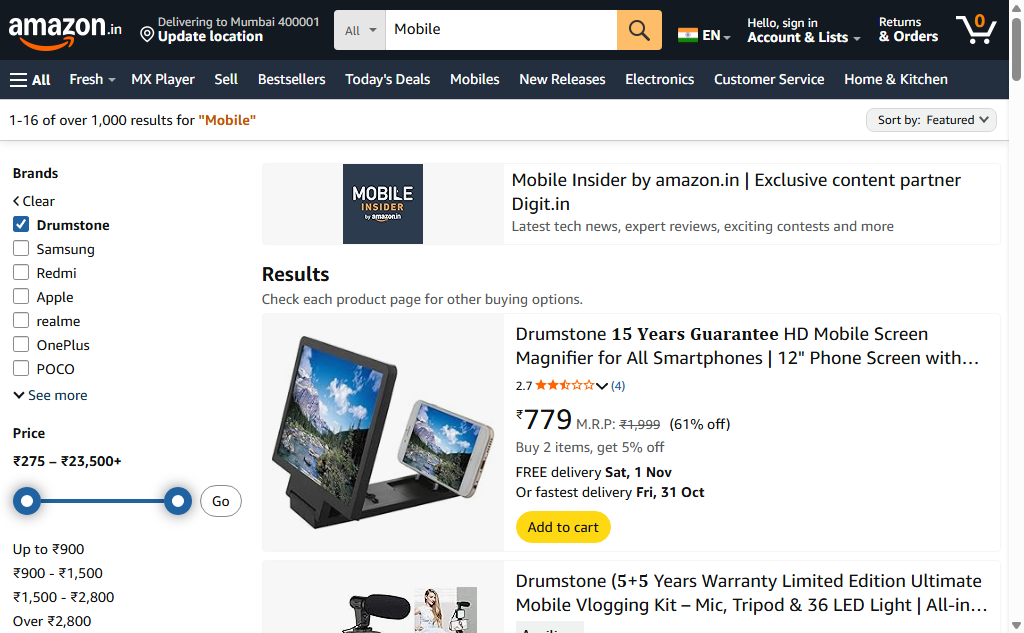 amazon.in
Delivering to Mumbai 400001
Update location
All
Mobile
EN
Hello, sign in
Account & Lists
Returns
& Orders
0
All
Fresh
MX Player
Sell
Bestsellers
Today's Deals
Mobiles
New Releases
Electronics
Customer Service
Home & Kitchen
1-16 of over 1,000 results for "Mobile"
Sort by: Featured
Brands
Clear
Drumstone
Samsung
Redmi
Apple
realme
OnePlus
POCO
See more
Price
₹275 – ₹23,500+
Go
Up to ₹900
₹900 - ₹1,500
₹1,500 - ₹2,800
Over ₹2,800
MOBILE
INSIDER
by amazon.in
Mobile Insider by amazon.in | Exclusive content partner
Digit.in
Latest tech news, expert reviews, exciting contests and more
Results
Check each product page for other buying options.
Drumstone 15 Years Guarantee HD Mobile Screen
Magnifier for All Smartphones | 12" Phone Screen with…
2.7 (4)
₹779 M.R.P: ₹1,999 (61% off)
Buy 2 items, get 5% off
FREE delivery Sat, 1 Nov
Or fastest delivery Fri, 31 Oct
Add to cart
Drumstone (5+5 Years Warranty Limited Edition Ultimate
Mobile Vlogging Kit – Mic, Tripod & 36 LED Light | All-in…